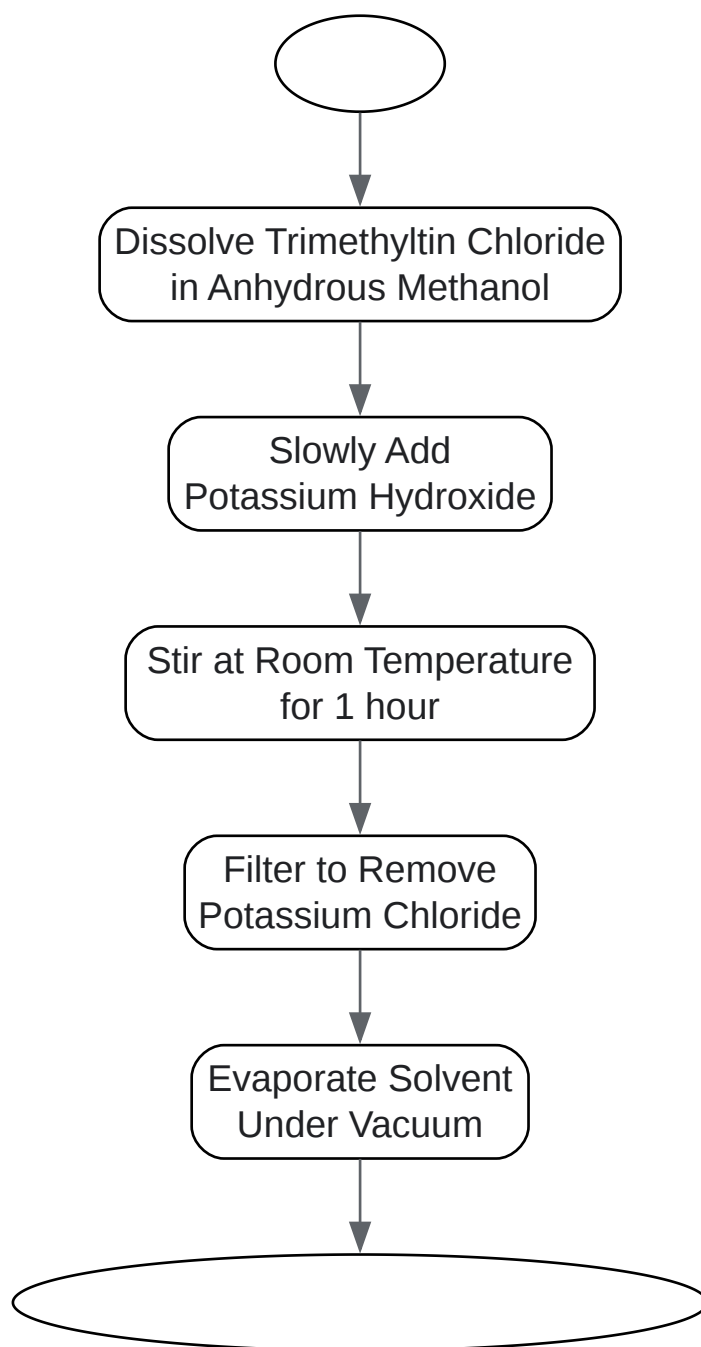 Dissolve Trimethyltin Chloride
in Anhydrous Methanol
Slowly Add
Potassium Hydroxide
Stir at Room Temperature
for 1 hour
Filter to Remove
Potassium Chloride
Evaporate Solvent
Under Vacuum